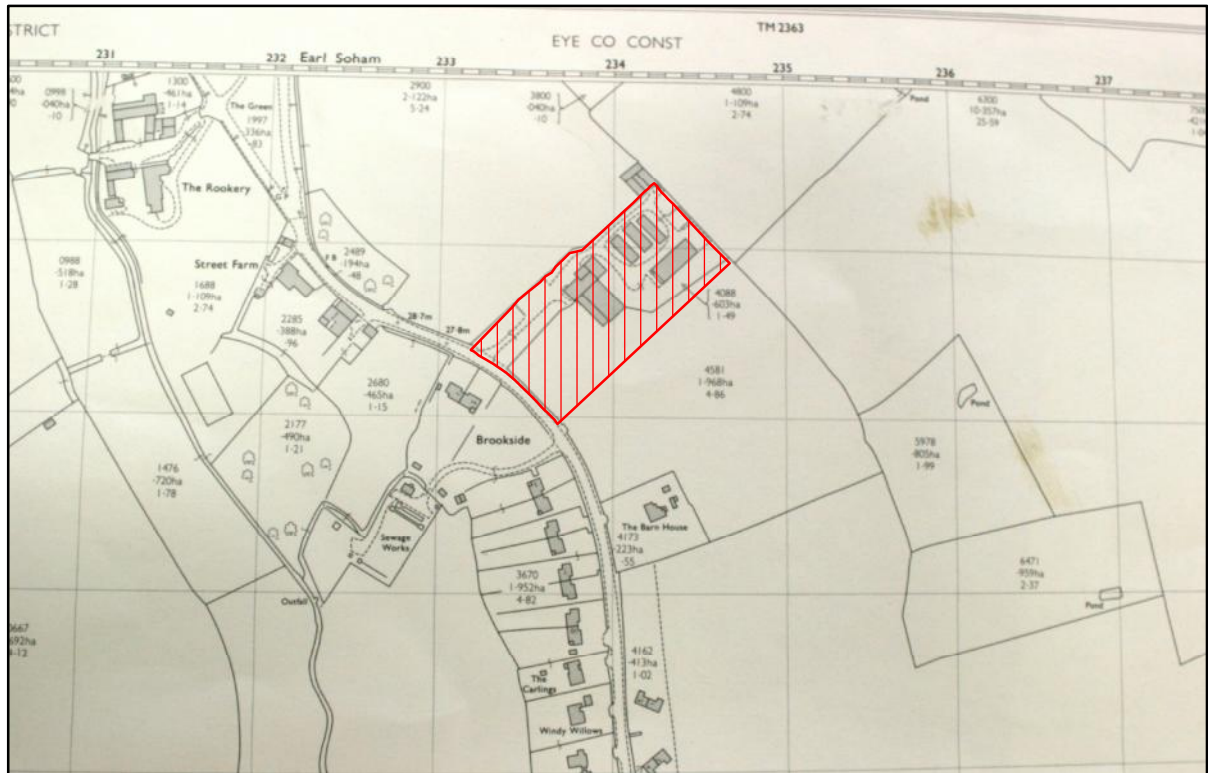 STRICT
EYE CO CONST
TM 2363
231
232 Earl Soham
233
234
235
236
237
0998
·040ha
·10
1300
·461ha
1·14
The Green
1997
·336ha
·83
2900
2·122ha
5·24
3800
·040ha
·10
4800
1·109ha
2·74
Pond
6300
10·357ha
25·59
The Rookery
0988
·518ha
1·28
Street Farm
1688
1·109ha
2·74
2489
·194ha
·48
F B
2285
·388ha
·96
28·7m
27·8m
4088
·603ha
1·49
4581
1·968ha
4·86
2680
·465ha
1·15
2177
·490ha
1·21
Brookside
Pond
5978
·805ha
1·99
1476
·720ha
1·78
Sewage
Works
The Barn House
4173
·223ha
·55
3670
1·952ha
4·82
6471
·959ha
2·37
Pond
Outfall
4162
·413ha
1·02
The
Carlings
Windy Willows